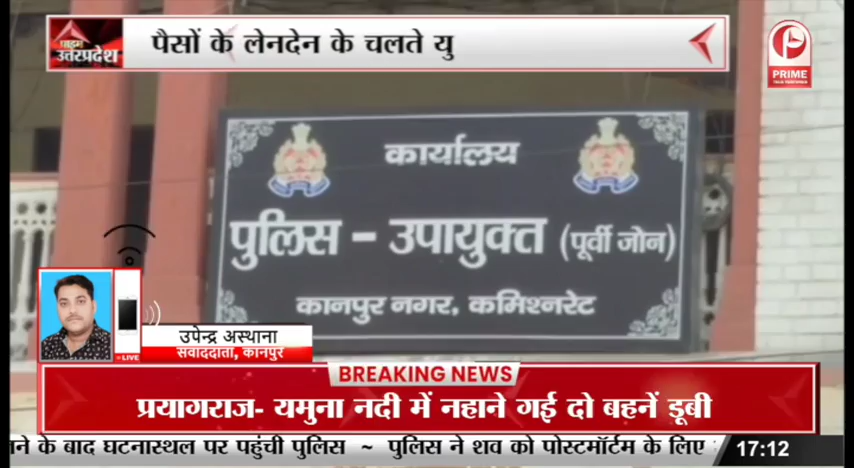 प्राइम
उत्तरप्रदेश
पैसों के लेनदेन के चलते यु
PRIME
कार्यालय
पुलिस - उपायुक्त (पूर्वी जोन)
कानपुर नगर, कमिश्नरेट
LIVE
उपेन्द्र अस्थाना
संवाददाता, कानपुर
BREAKING NEWS
प्रयागराज- यमुना नदी में नहाने गई दो बहनें डूबी
के बाद घटनास्थल पर पहुंची पुलिस ~ पुलिस ने शव को पोस्टमॉर्टम के लिए
17:12